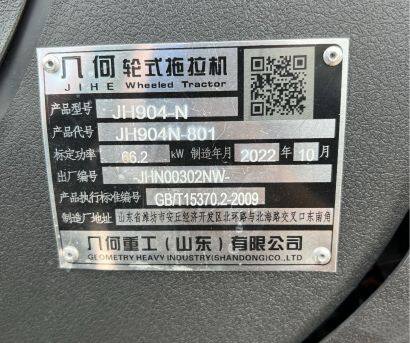 几何 轮式拖拉机
JIHE Wheeled Tractor
产品型号 JH904-N
产品代号 JH904N-801
标定功率 66.2 kW 制造年月 2022 年 10 月
出厂编号 -JHN00302NW-
产品执行标准编号 GB/T15370.2-2009
制造厂地址 山东省潍坊市安丘经济开发区北环路与北海路交叉口东南角
几何重工(山东)有限公司
GEOMETRY HEAVY INDUSTRY(SHANDONG)CO.,LTD